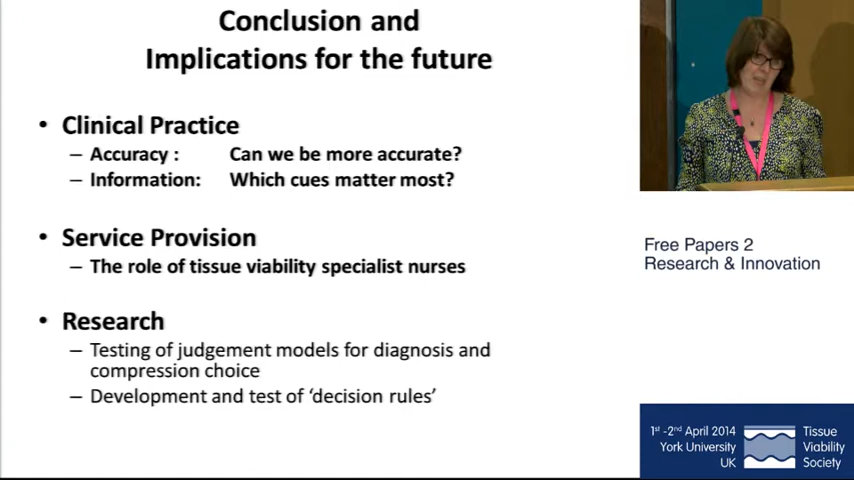 Conclusion and
Implications for the future
• Clinical Practice
– Accuracy : Can we be more accurate?
– Information: Which cues matter most?
• Service Provision
– The role of tissue viability specialist nurses
• Research
– Testing of judgement models for diagnosis and
compression choice
– Development and test of ‘decision rules’
Free Papers 2
Research & Innovation
1st -2nd April 2014
York University
UK
Tissue
Viability
Society